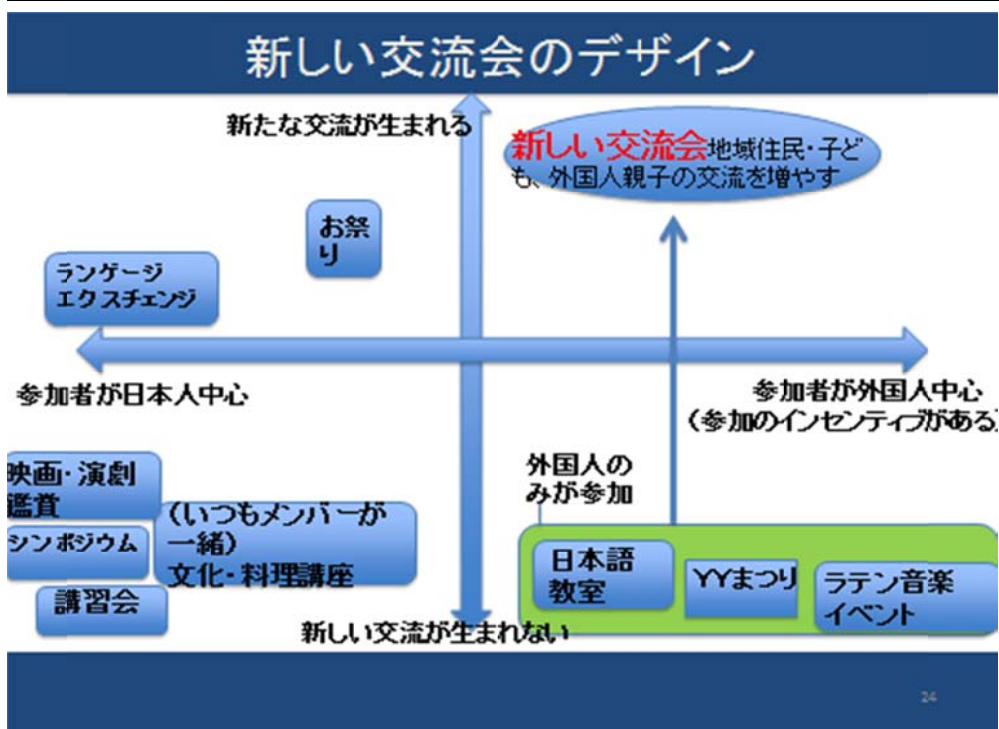 新しい交流会のデザイン
新たな交流が生まれる
新しい交流会地域住民・子ど
も、外国人親子の交流を増やす
お祭
り
ランゲージ
エクスチェンジ
参加者が日本人中心
参加者が外国人中心
（参加のインセンティブがある）
映画・演劇
鑑賞
シンポジウム
講習会
（いつもメンバーが
一緒）
文化・料理講座
外国人の
みが参加
日本語
教室
YYまつり
ラテン音楽
イベント
新しい交流が生まれない
24